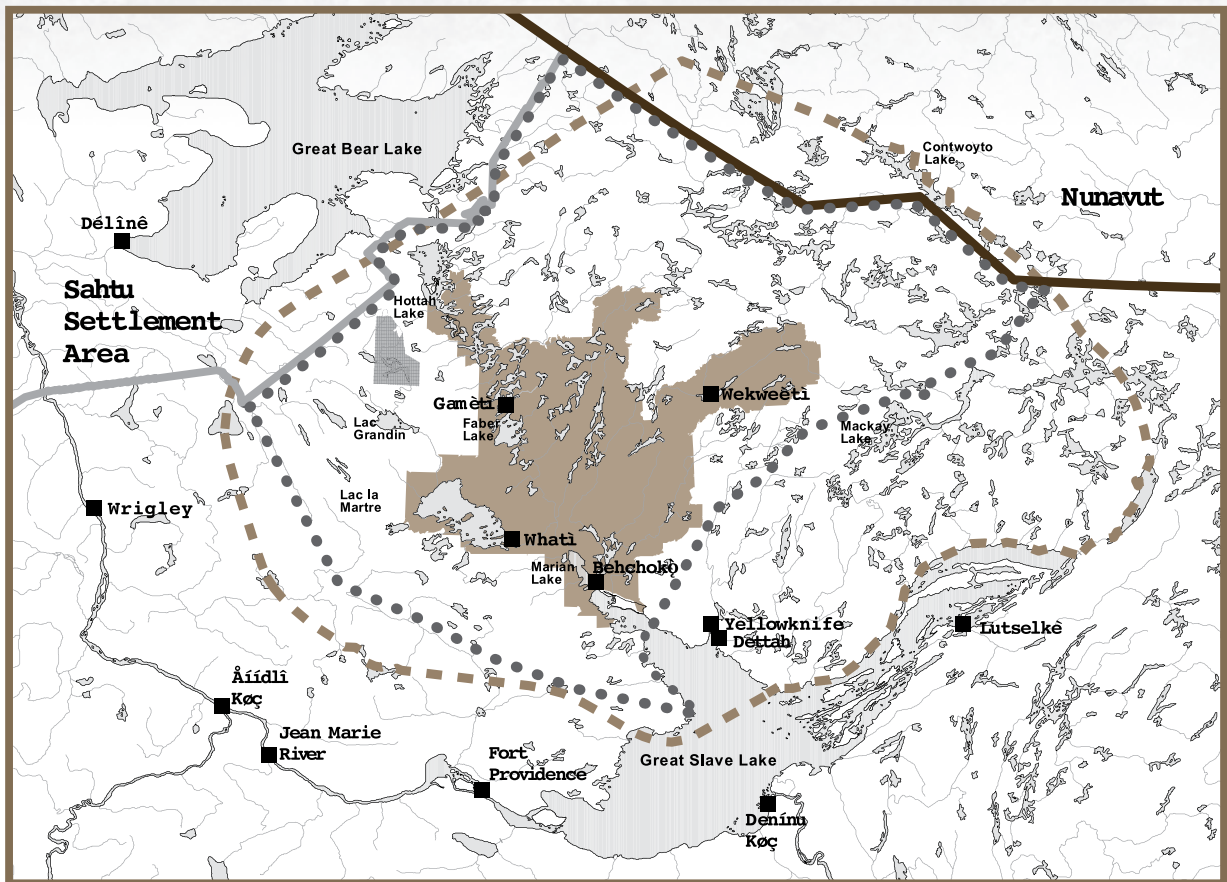 Great Bear Lake
Contwoyto
Lake
Nunavut
Délînê
Sahtu
Settlement
Area
Hottah
Lake
Gamètì
Faber
Lake
Wekweètì
Lac
Grandin
Mackay
Lake
Lac la
Martre
Wrigley
Whatì
Marian
Lake
Behchokò
Yellowknife
Dettah
Lutselkè
Åíídlî
Køç
Jean Marie
River
Fort
Providence
Great Slave Lake
Denínu
Køç